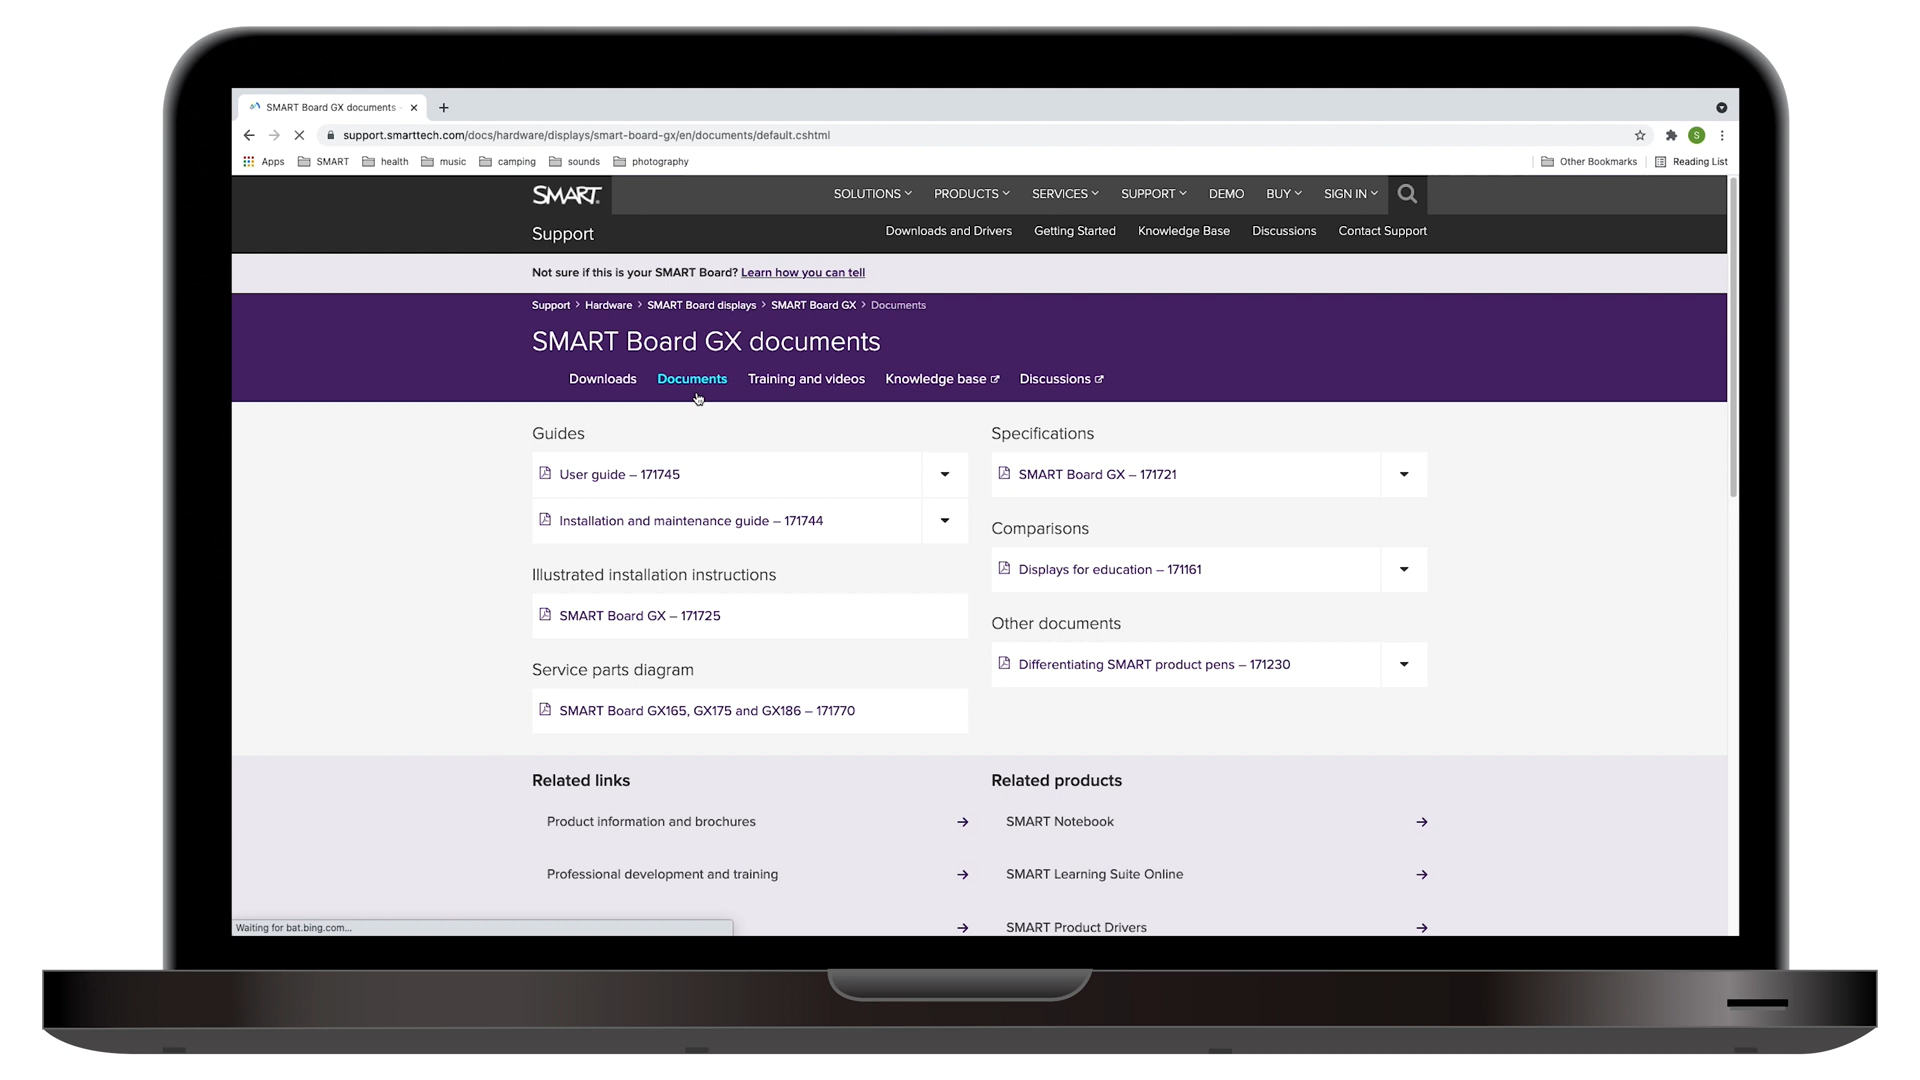 SMART Board GX documents
support.smarttech.com/docs/hardware/displays/smart-board-gx/en/documents/default.cshtml
S
Apps SMART health music camping sounds photography Other Bookmarks Reading List
SMART SOLUTIONS PRODUCTS SERVICES SUPPORT DEMO BUY SIGN IN
Support Downloads and Drivers Getting Started Knowledge Base Discussions Contact Support
Not sure if this is your SMART Board? Learn how you can tell
Support > Hardware > SMART Board displays > SMART Board GX > Documents
SMART Board GX documents
Downloads Documents Training and videos Knowledge base Discussions
Guides
User guide – 171745
Installation and maintenance guide – 171744
Illustrated installation instructions
SMART Board GX – 171725
Service parts diagram
SMART Board GX165, GX175 and GX186 – 171770
Specifications
SMART Board GX – 171721
Comparisons
Displays for education – 171161
Other documents
Differentiating SMART product pens – 171230
Related links
Product information and brochures
Professional development and training
Related products
SMART Notebook
SMART Learning Suite Online
SMART Product Drivers
Waiting for bat.bing.com...